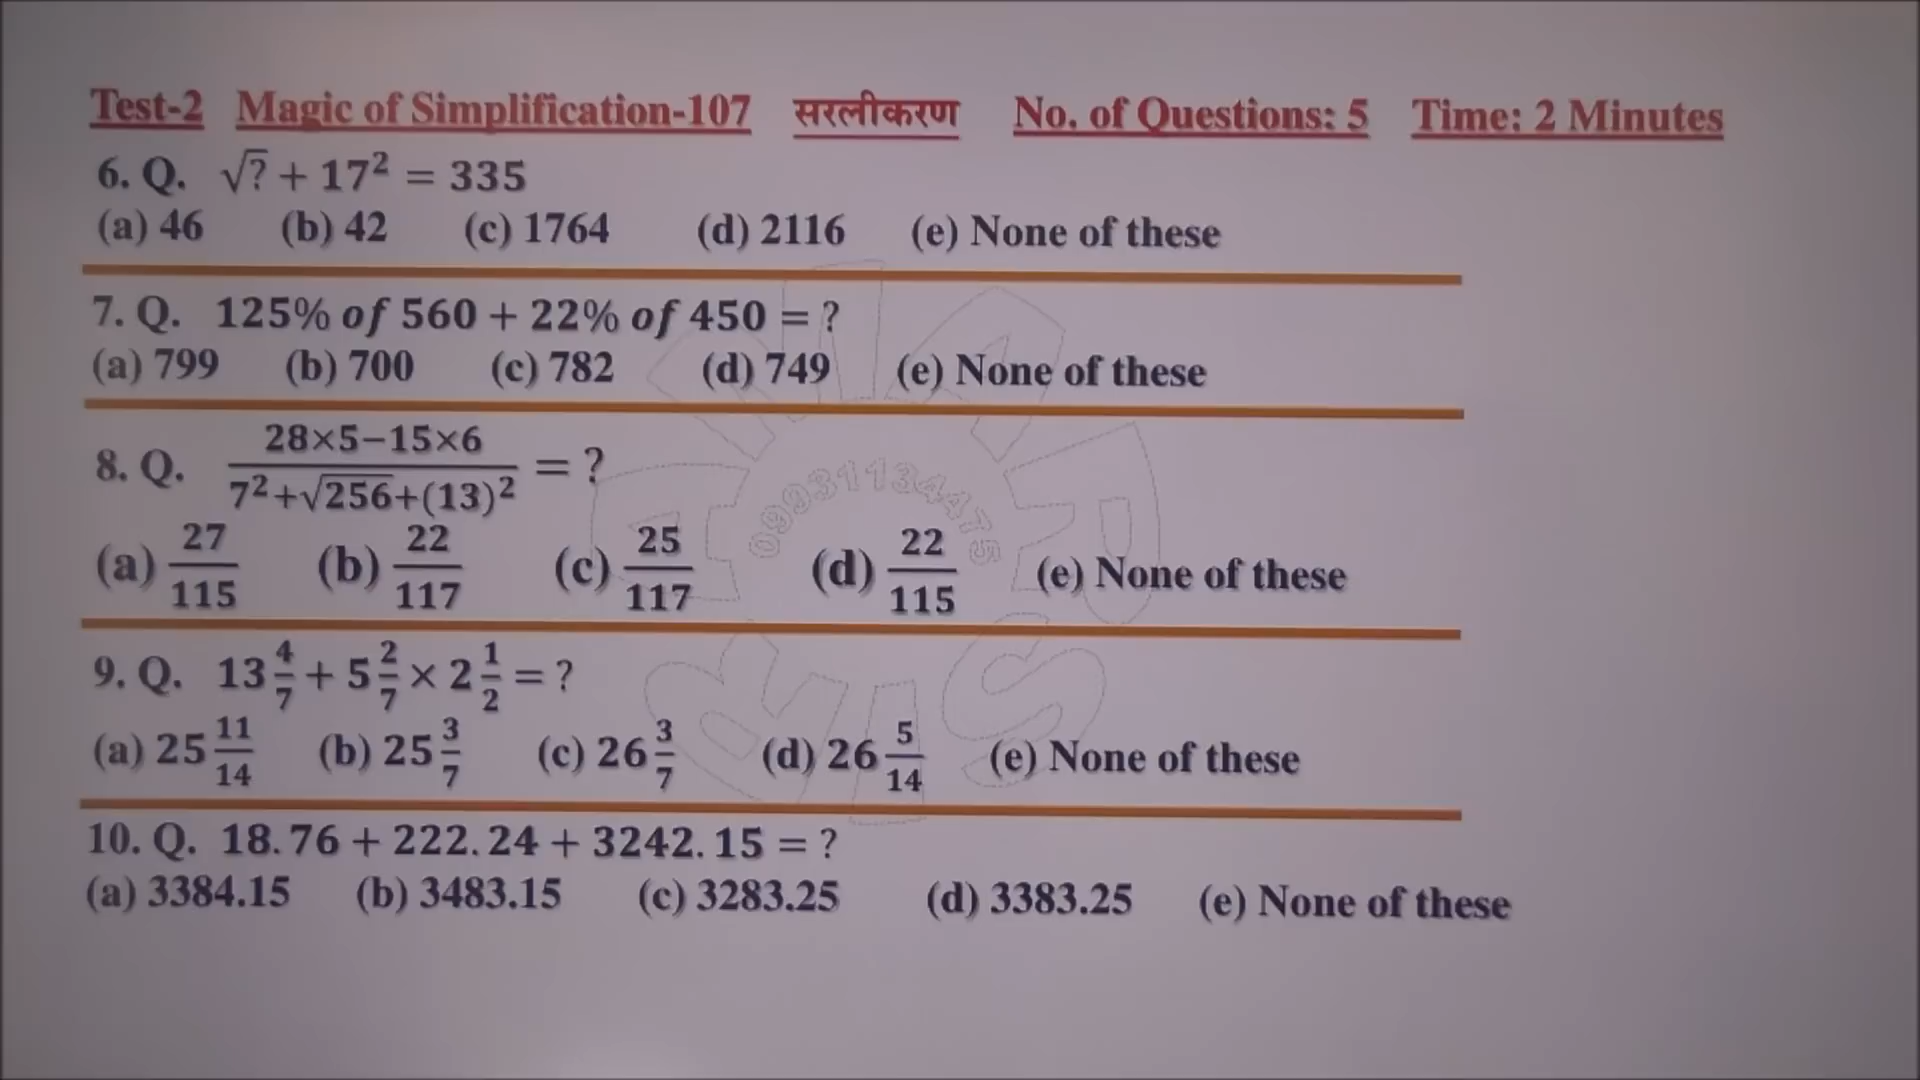 Test-2 Magic of Simplification-107 सरलीकरण No. of Questions: 5 Time: 2 Minutes
6. Q. √? + 17² = 335
(a) 46 (b) 42 (c) 1764 (d) 2116 (e) None of these
7. Q. 125% of 560 + 22% of 450 = ?
(a) 799 (b) 700 (c) 782 (d) 749 (e) None of these
8. Q. (28×5−15×6)/(7²+√256+(13)²) = ?
(a) 27/115 (b) 22/117 (c) 25/117 (d) 22/115 (e) None of these
9. Q. 13 4/7 + 5 2/7 × 2 1/2 = ?
(a) 25 11/14 (b) 25 3/7 (c) 26 3/7 (d) 26 5/14 (e) None of these
10. Q. 18.76 + 222.24 + 3242.15 = ?
(a) 3384.15 (b) 3483.15 (c) 3283.25 (d) 3383.25 (e) None of these
09931134475